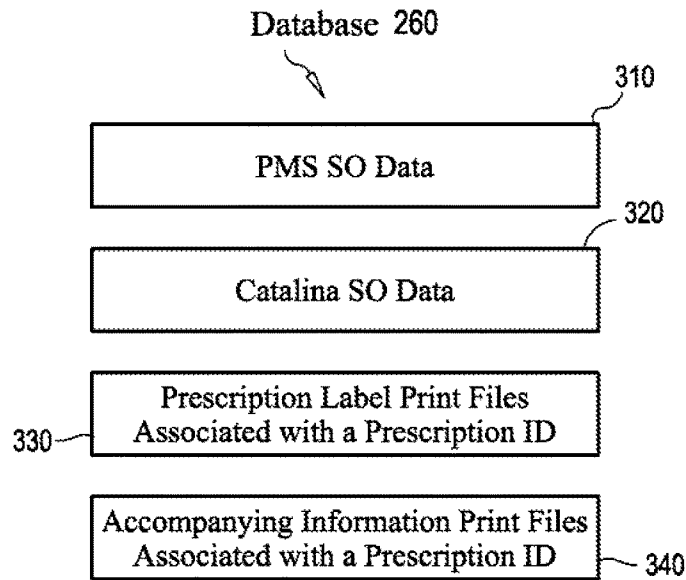 Database 260
310
PMS SO Data
320
Catalina SO Data
Prescription Label Print Files
Associated with a Prescription ID
330
Accompanying Information Print Files
Associated with a Prescription ID
340